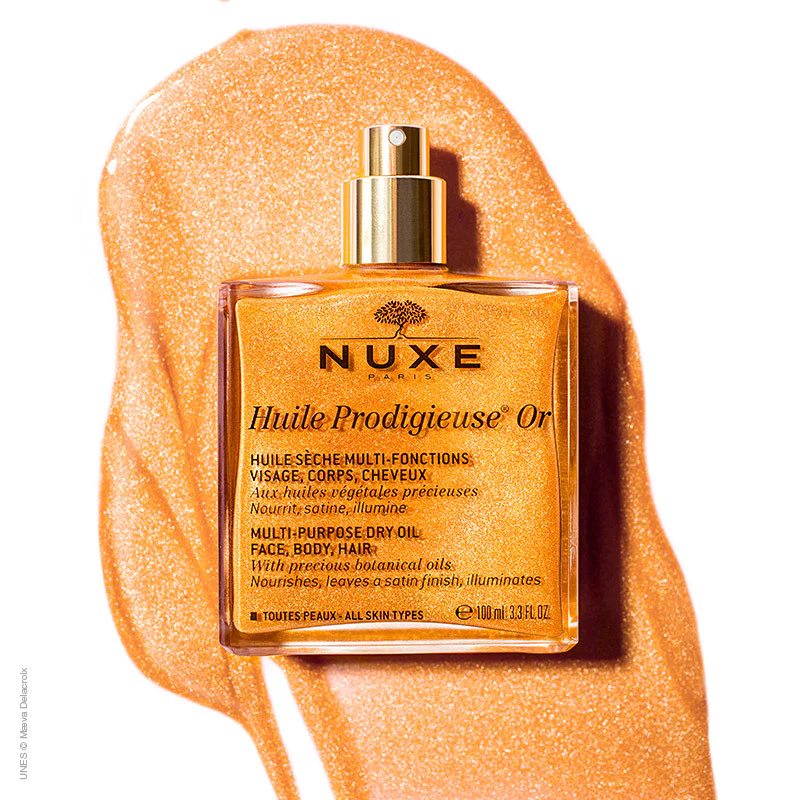 NUXE
PARIS
Huile Prodigieuse® Or
HUILE SÈCHE MULTI-FONCTIONS
VISAGE, CORPS, CHEVEUX
Aux huiles végétales précieuses
Nourrit, satine, illumine
MULTI-PURPOSE DRY OIL
FACE, BODY, HAIR
With precious botanical oils
Nourishes, leaves a satin finish, illuminates
TOUTES PEAUX - ALL SKIN TYPES
℮ 100 ml 3.3 FL.OZ.
UNES © Maeva Delacroix